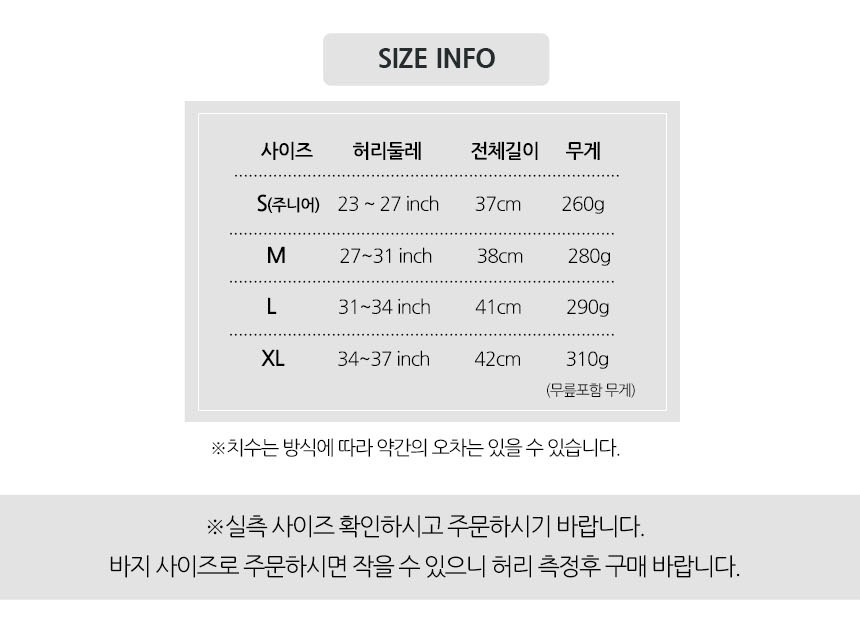 SIZE INFO
사이즈 허리둘레 전체길이 무게
S(주니어) 23 ~ 27 inch 37cm 260g
M 27~31 inch 38cm 280g
L 31~34 inch 41cm 290g
XL 34~37 inch 42cm 310g
(무릎포함 무게)
※치수는 방식에 따라 약간의 오차는 있을 수 있습니다.
※실측 사이즈 확인하시고 주문하시기 바랍니다.
바지 사이즈로 주문하시면 작을 수 있으니 허리 측정후 구매 바랍니다.